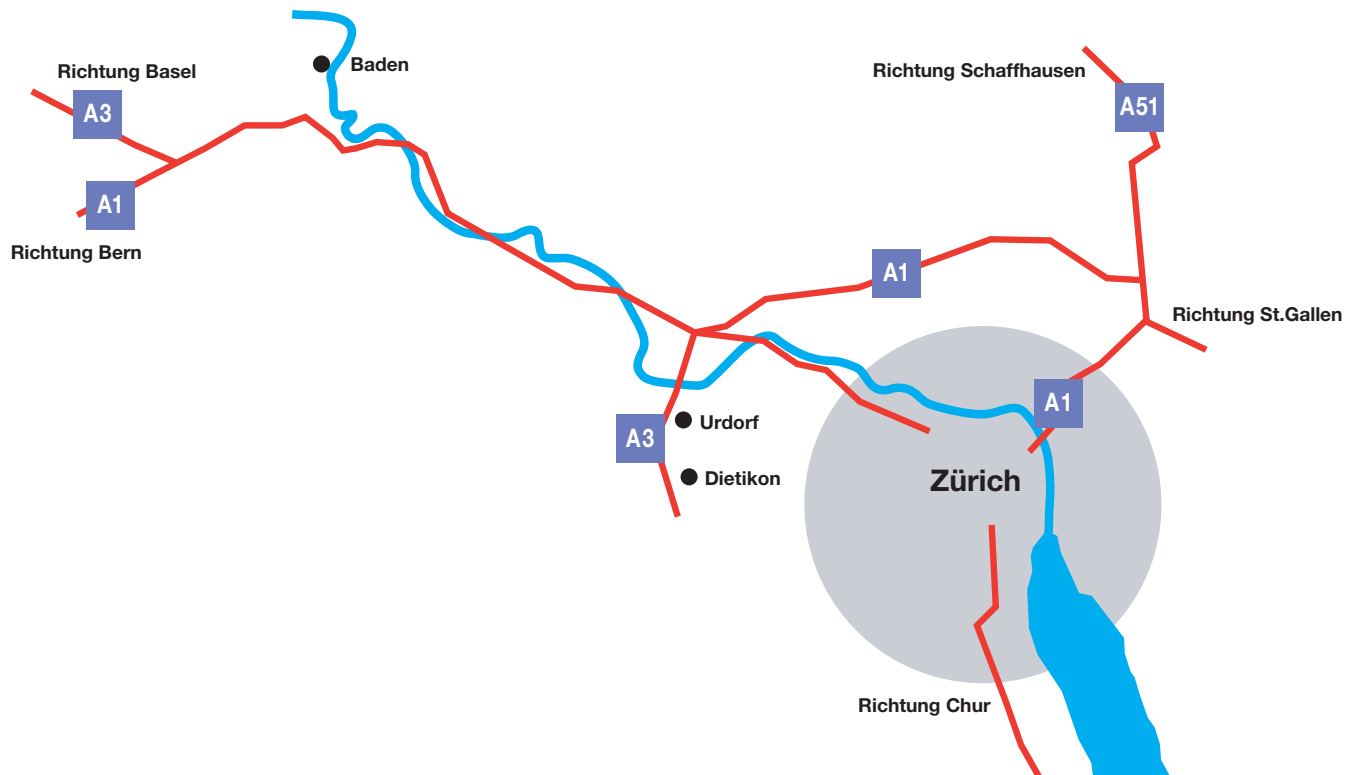 Baden
Richtung Basel
Richtung Schaffhausen
A3
A51
A1
Richtung Bern
A1
Richtung St.Gallen
A1
Urdorf
A3
Dietikon
Zürich
Richtung Chur